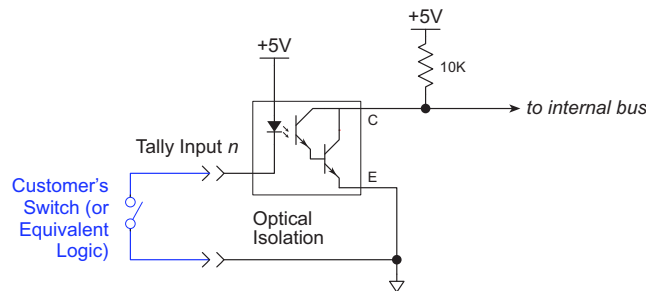 +5V
+5V
10K
C
to internal bus
Tally Input n
E
Customer's
Switch (or
Equivalent
Logic)
Optical
Isolation